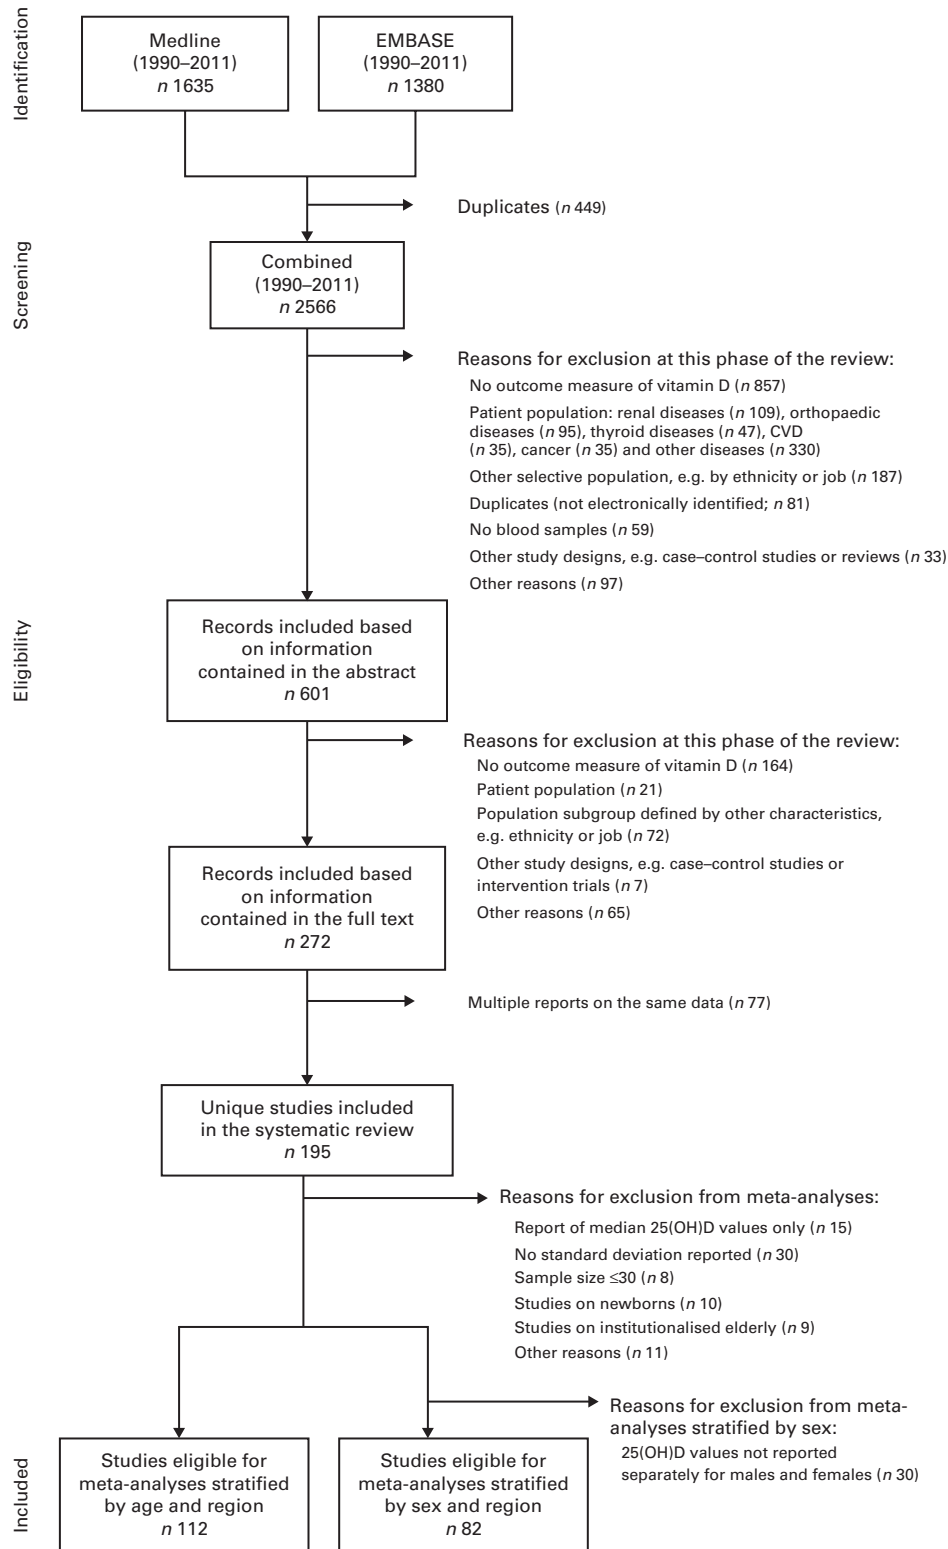 Identification
Medline
(1990–2011)
n 1635
EMBASE
(1990–2011)
n 1380
Duplicates (n 449)
Screening
Combined
(1990–2011)
n 2566
Reasons for exclusion at this phase of the review:
No outcome measure of vitamin D (n 857)
Patient population: renal diseases (n 109), orthopaedic
diseases (n 95), thyroid diseases (n 47), CVD
(n 35), cancer (n 35) and other diseases (n 330)
Other selective population, e.g. by ethnicity or job (n 187)
Duplicates (not electronically identified; n 81)
No blood samples (n 59)
Other study designs, e.g. case–control studies or reviews (n 33)
Other reasons (n 97)
Eligibility
Records included based
on information
contained in the abstract
n 601
Reasons for exclusion at this phase of the review:
No outcome measure of vitamin D (n 164)
Patient population (n 21)
Population subgroup defined by other characteristics,
e.g. ethnicity or job (n 72)
Other study designs, e.g. case–control studies or
intervention trials (n 7)
Other reasons (n 65)
Records included based
on information
contained in the full text
n 272
Multiple reports on the same data (n 77)
Unique studies included
in the systematic review
n 195
Reasons for exclusion from meta-analyses:
Report of median 25(OH)D values only (n 15)
No standard deviation reported (n 30)
Sample size ≤30 (n 8)
Studies on newborns (n 10)
Studies on institutionalised elderly (n 9)
Other reasons (n 11)
Reasons for exclusion from meta-
analyses stratified by sex:
25(OH)D values not reported
separately for males and females (n 30)
Included
Studies eligible for
meta-analyses stratified
by age and region
n 112
Studies eligible for
meta-analyses stratified
by sex and region
n 82